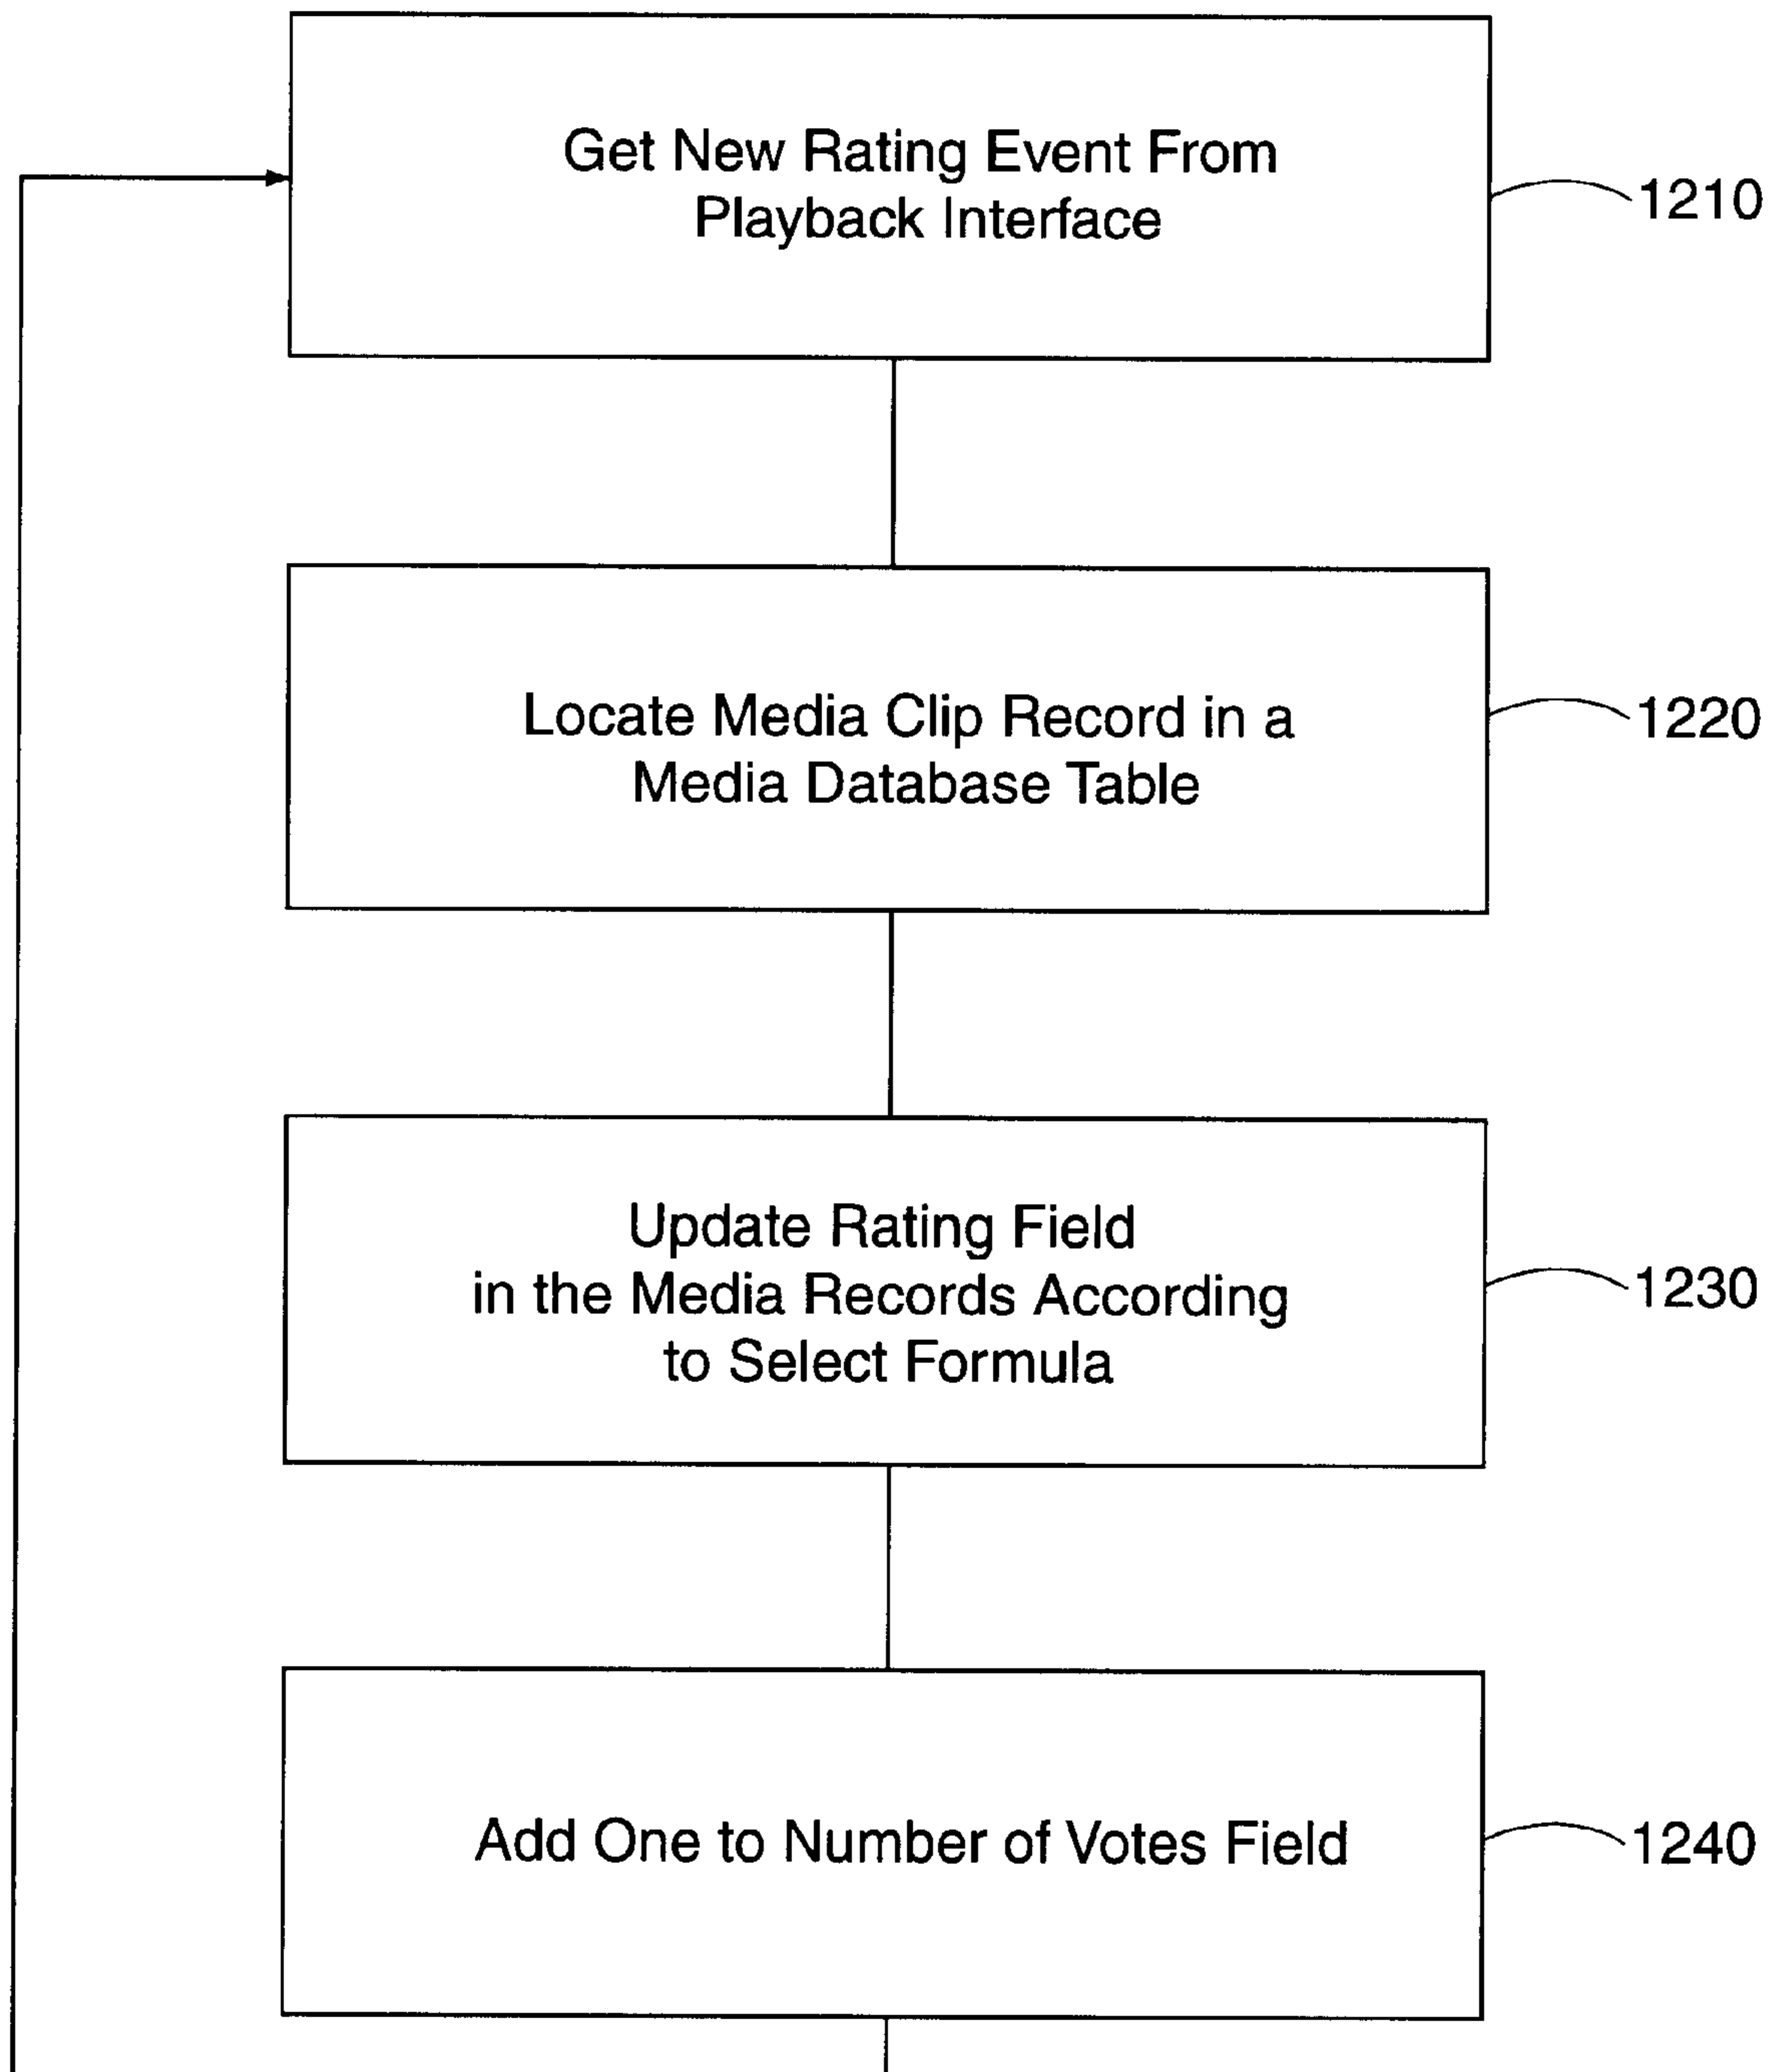 Get New Rating Event From
Playback Interface
1210
Locate Media Clip Record in a
Media Database Table
1220
Update Rating Field
in the Media Records According
to Select Formula
1230
Add One to Number of Votes Field
1240